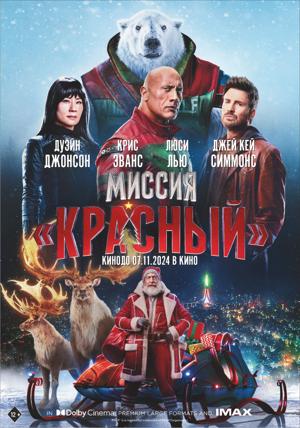 ДУЭЙН КРИС ЛЮСИ ДЖЕЙ КЕЙ
ДЖОНСОН ЭВАНС ЛЬЮ СИММОНС
МИССИЯ
«КРАСНЫЙ»
КИНОДО 07.11.2024 В КИНО
12+
IN Dolby Cinema, PREMIUM LARGE FORMATS AND IMAX